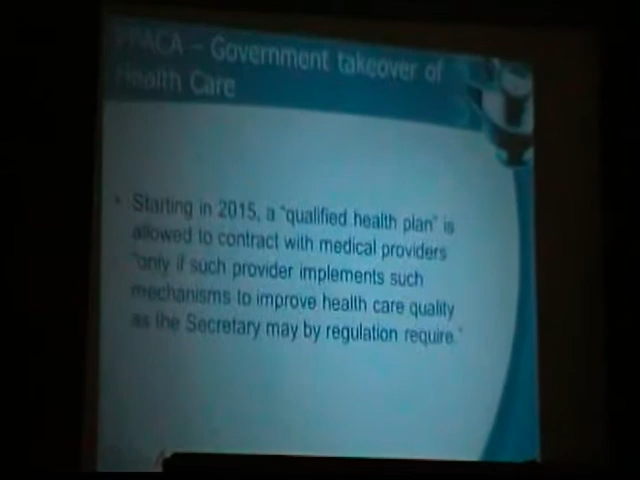 PPACA – Government takeover of
Health Care
• Starting in 2015, a "qualified health plan" is
allowed to contract with medical providers
"only if such provider implements such
mechanisms to improve health care quality
as the Secretary may by regulation require."